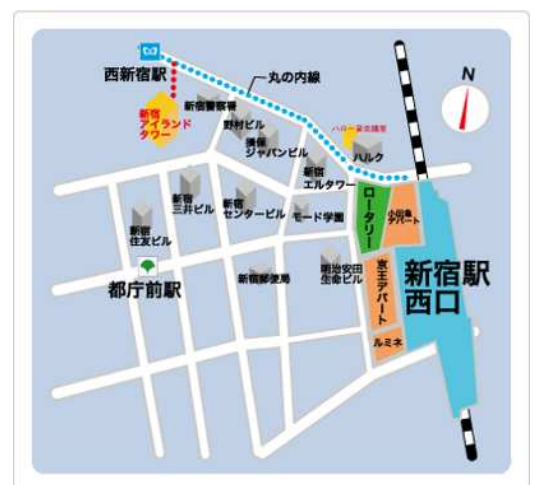 西新宿駅
丸の内線
N
新宿
アイランド
タワー
新宿警察署
野村ビル
損保
ジャパンビル
ハルク
新宿
エルタワー
新宿
三井ビル
新宿
センタービル
モード学園
ロータリー
小田急
デパート
新宿
住友ビル
都庁前駅
新宿郵便局
明治安田
生命ビル
京王デパート
新宿駅
西口
ルミネ